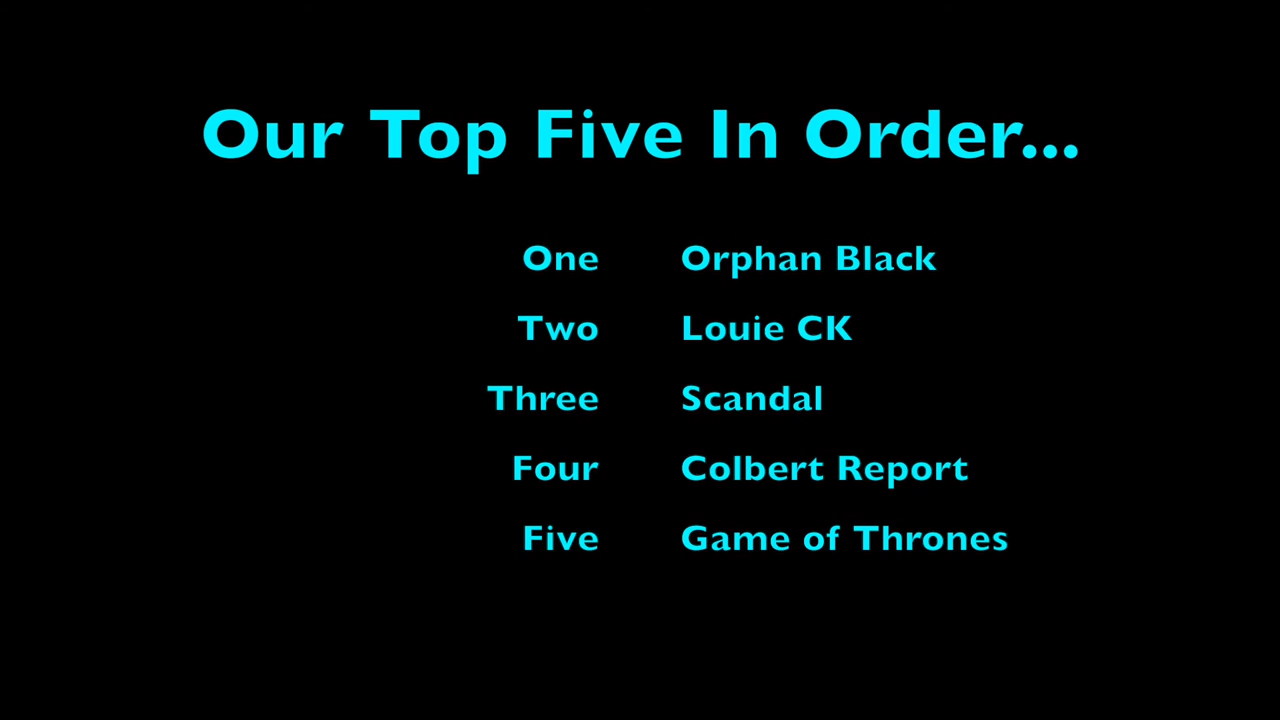 Our Top Five In Order...
One Orphan Black
Two Louie CK
Three Scandal
Four Colbert Report
Five Game of Thrones